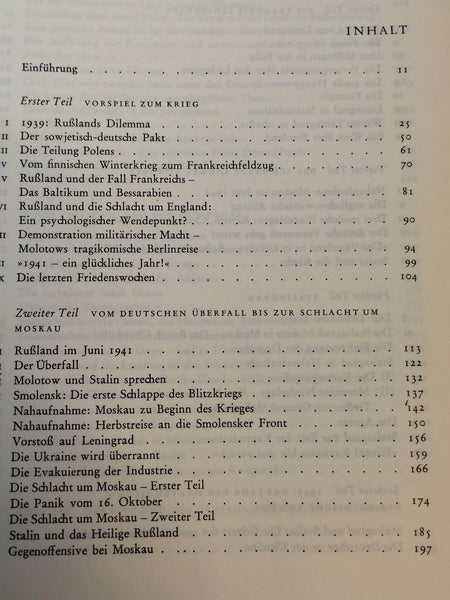 INHALT
Einführung . . . . . . . . . . . . . . . . . 11
Erster Teil VORSPIEL ZUM KRIEG
I 1939: Rußlands Dilemma . . . . . . . . . . . . . 25
II Der sowjetisch-deutsche Pakt . . . . . . . . . . . . 50
II Die Teilung Polens . . . . . . . . . . . . . . . 61
V Vom finnischen Winterkrieg zum Frankreichfeldzug . . . . . 70
V Rußland und der Fall Frankreichs –
Das Baltikum und Bessarabien . . . . . . . . . . . . 81
VI Rußland und die Schlacht um England:
Ein psychologischer Wendepunkt? . . . . . . . . . . 90
II Demonstration militärischer Macht –
Molotows tragikomische Berlinreise . . . . . . . . . . 94
I »1941 – ein glückliches Jahr!« . . . . . . . . . . . . 99
X Die letzten Friedenswochen . . . . . . . . . . . . 104
Zweiter Teil VOM DEUTSCHEN ÜBERFALL BIS ZUR SCHLACHT UM
MOSKAU
I Rußland im Juni 1941 . . . . . . . . . . . . . . 113
I Der Überfall . . . . . . . . . . . . . . . . . 122
I Molotow und Stalin sprechen . . . . . . . . . . . . 132
Smolensk: Die erste Schlappe des Blitzkriegs . . . . . . . 137
Nahaufnahme: Moskau zu Beginn des Krieges . . . . . . . 142
Nahaufnahme: Herbstreise an die Smolensker Front . . . . . 150
Vorstoß auf Leningrad . . . . . . . . . . . . . . 156
Die Ukraine wird überrannt . . . . . . . . . . . . 159
Die Evakuierung der Industrie . . . . . . . . . . . . 166
Die Schlacht um Moskau – Erster Teil
Die Panik vom 16. Oktober . . . . . . . . . . . . 174
Die Schlacht um Moskau – Zweiter Teil
Stalin und das Heilige Rußland . . . . . . . . . . . 185
Gegenoffensive bei Moskau . . . . . . . . . . . . 197